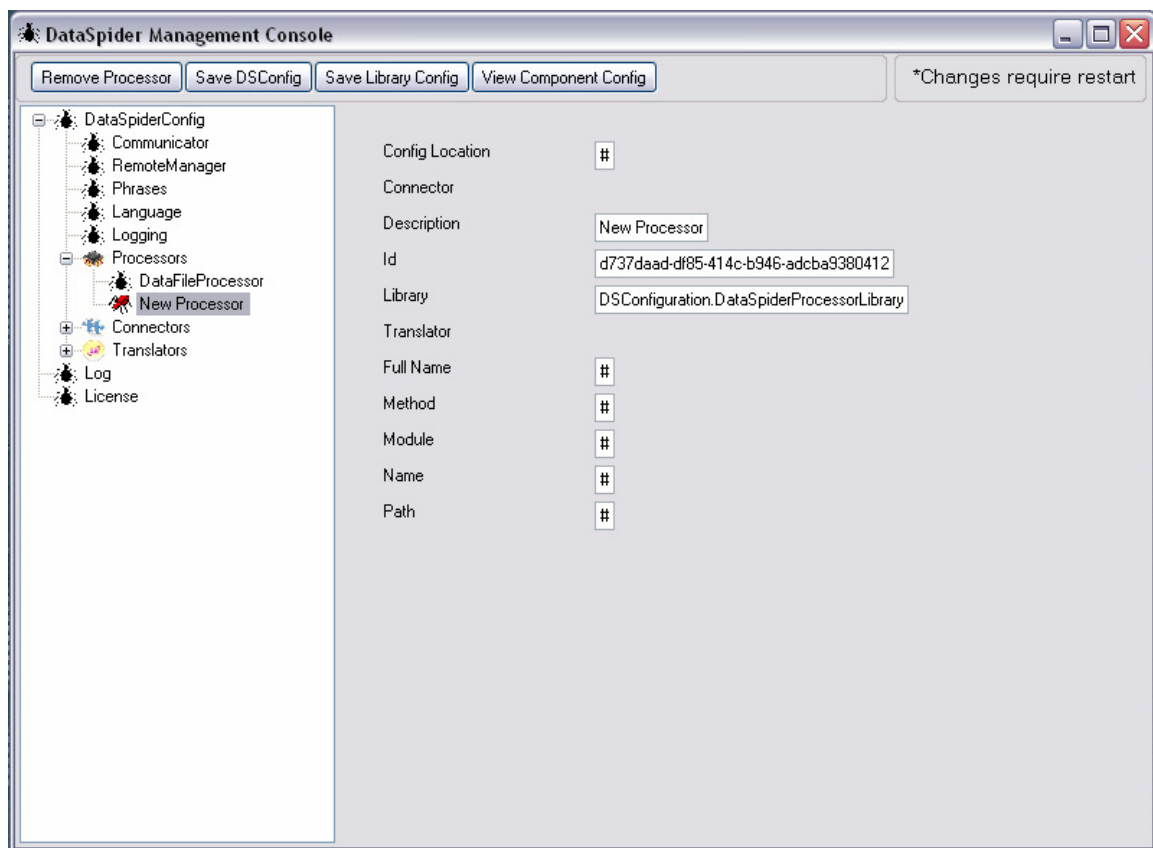 DataSpider Management Console
Remove Processor Save DSConfig Save Library Config View Component Config *Changes require restart
DataSpiderConfig
Communicator
RemoteManager
Phrases
Language
Logging
Processors
DataFileProcessor
New Processor
Connectors
Translators
Log
License
Config Location #
Connector
Description New Processor
Id d737daad-df85-414c-b946-adcba9380412
Library DSConfiguration.DataSpiderProcessorLibrary
Translator
Full Name #
Method #
Module #
Name #
Path #